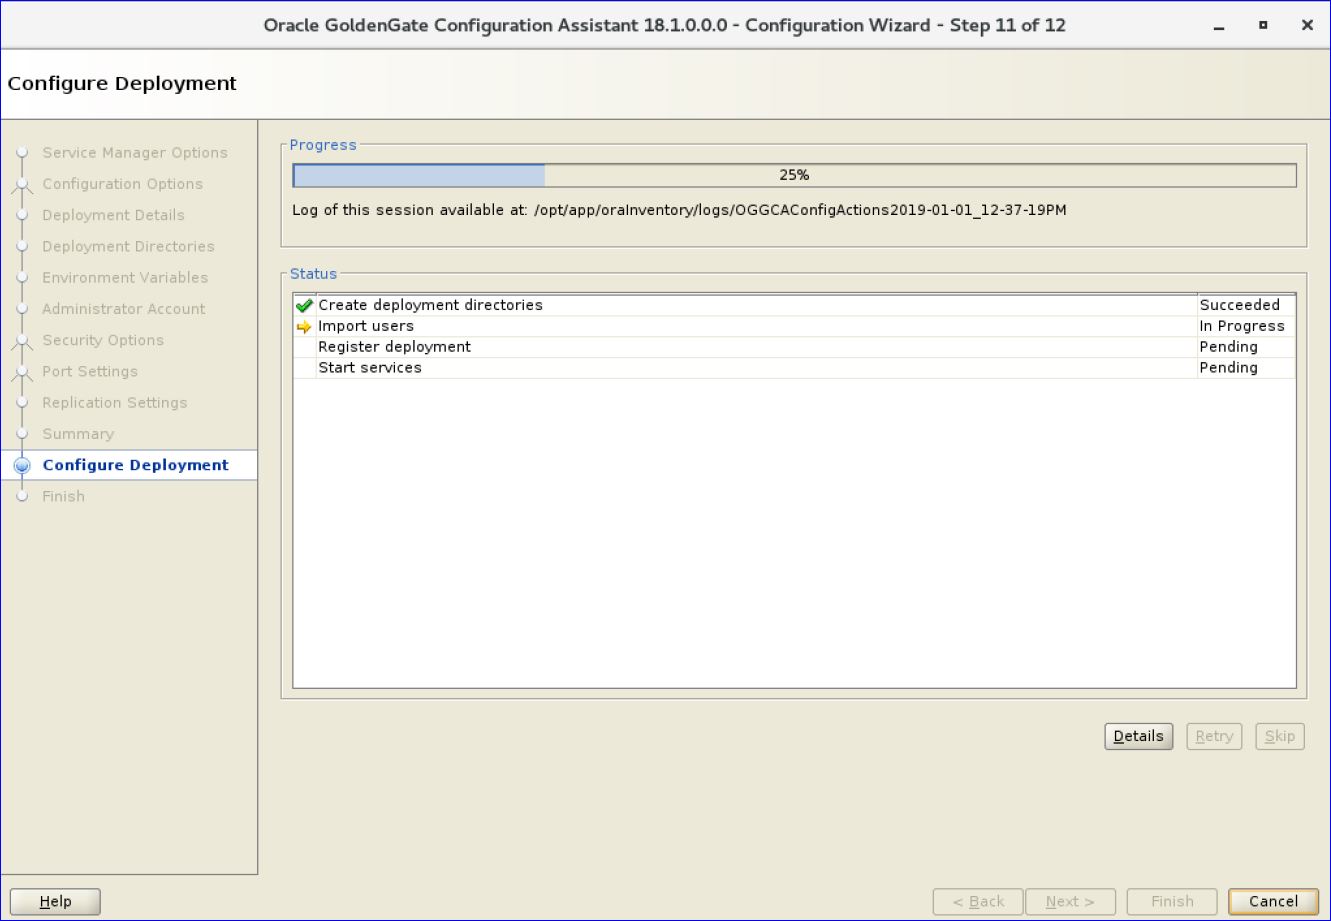 Oracle GoldenGate Configuration Assistant 18.1.0.0.0 - Configuration Wizard - Step 11 of 12
Configure Deployment
Service Manager Options
Configuration Options
Deployment Details
Deployment Directories
Environment Variables
Administrator Account
Security Options
Port Settings
Replication Settings
Summary
Configure Deployment
Finish
Progress
25%
Log of this session available at: /opt/app/oraInventory/logs/OGGCAConfigActions2019-01-01_12-37-19PM
Status
Create deployment directories Succeeded
Import users In Progress
Register deployment Pending
Start services Pending
Details Retry Skip
Help < Back Next > Finish Cancel